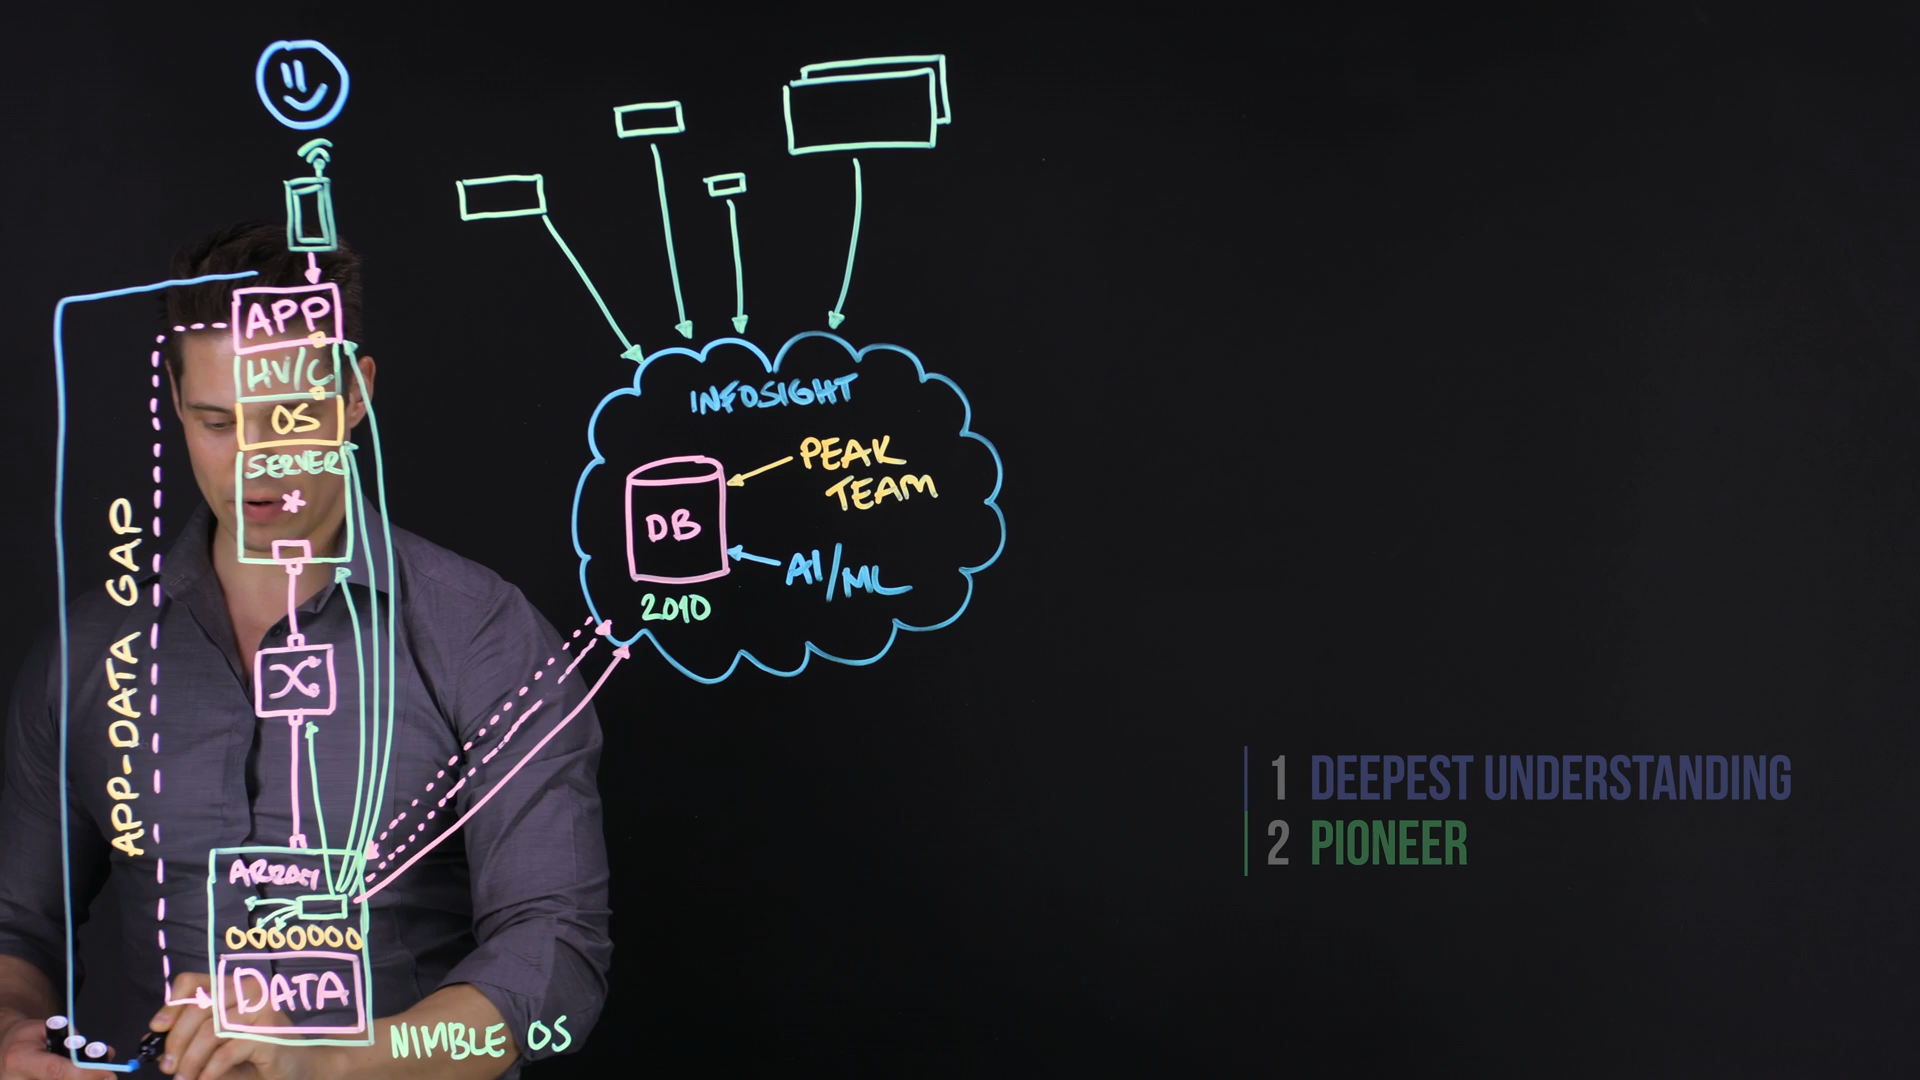 APP
HV/C
OS
SERVER
*
APP-DATA GAP
ARRAY
0000000
DATA
NIMBLE OS
INFOSIGHT
DB
2010
PEAK
TEAM
AI/ML
1 DEEPEST UNDERSTANDING
2 PIONEER